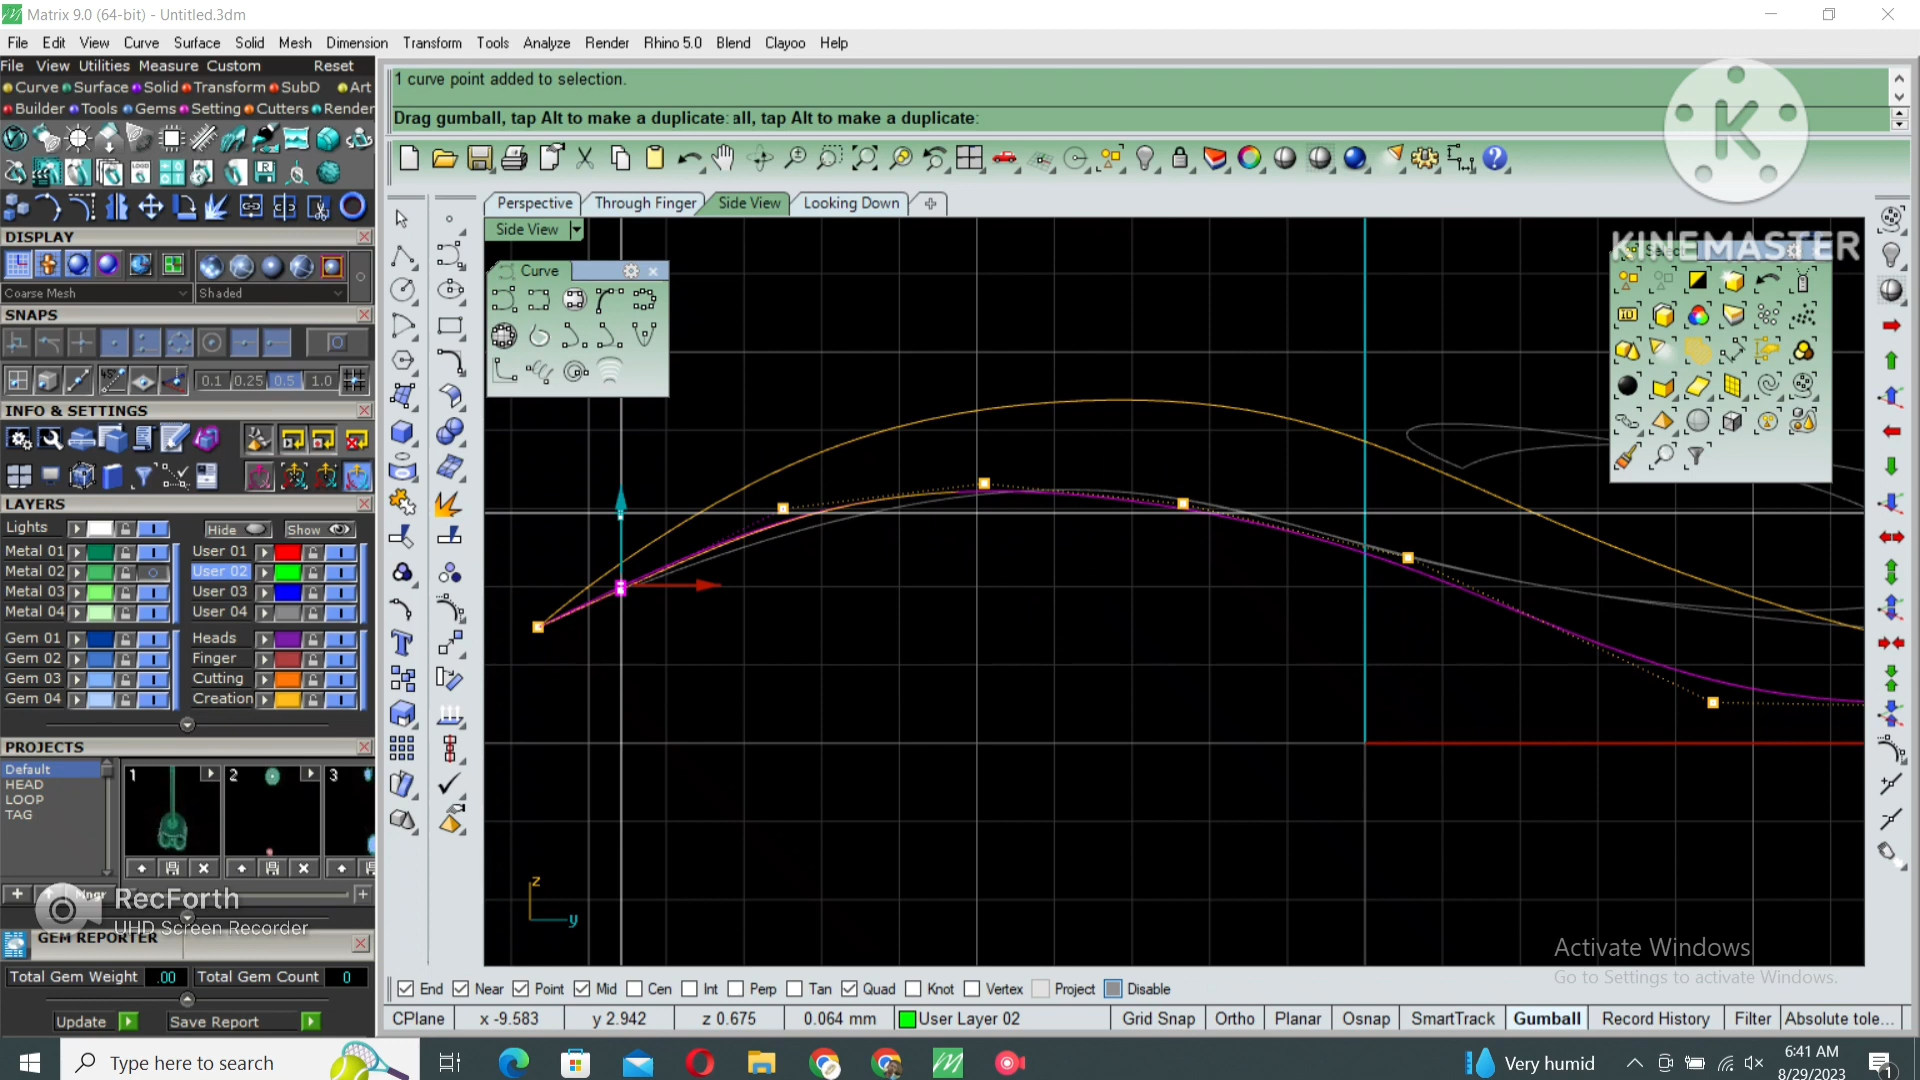 Matrix 9.0 (64-bit) - Untitled.3dm
File Edit View Curve Surface Solid Mesh Dimension Transform Tools Analyze Render Rhino 5.0 Blend Clayoo Help
File View Utilities Measure Custom Reset
Curve Surface Solid Transform SubD Art
Builder Tools Gems Setting Cutters Render
1 curve point added to selection.
Drag gumball, tap Alt to make a duplicate: all, tap Alt to make a duplicate:
K
KINEMASTER
Perspective Through Finger Side View Looking Down
Side View
Curve
DISPLAY
Coarse Mesh Shaded
SNAPS
0.1 0.25 0.5 1.0
INFO & SETTINGS
LAYERS
Lights Hide Show
Metal 01 User 01
Metal 02 User 02
Metal 03 User 03
Metal 04 User 04
Gem 01 Heads
Gem 02 Finger
Gem 03 Cutting
Gem 04 Creation
PROJECTS
Default
HEAD
LOOP
TAG
1 2 3
Mngr
RecForth
UHD Screen Recorder
GEM REPORTER
Total Gem Weight .00 Total Gem Count 0
Update Save Report
z
y
Activate Windows
Go to Settings to activate Windows.
End Near Point Mid Cen Int Perp Tan Quad Knot Vertex Project Disable
CPlane x -9.583 y 2.942 z 0.675 0.064 mm User Layer 02 Grid Snap Ortho Planar Osnap SmartTrack Gumball Record History Filter Absolute tole...
Type here to search
Very humid
6:41 AM
8/29/2023
1